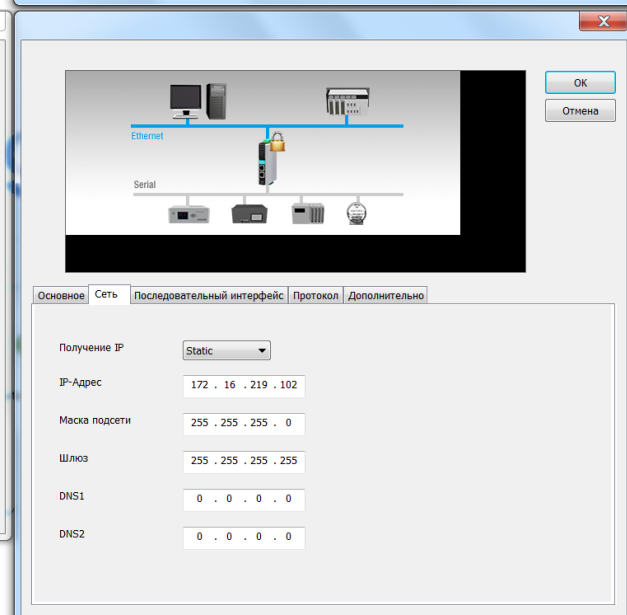 OK
Отмена
Ethernet
Serial
Основное Сеть Последовательный интерфейс Протокол Дополнительно
Получение IP Static
IP-Адрес 172 . 16 . 219 . 102
Маска подсети 255 . 255 . 255 . 0
Шлюз 255 . 255 . 255 . 255
DNS1 0 . 0 . 0 . 0
DNS2 0 . 0 . 0 . 0